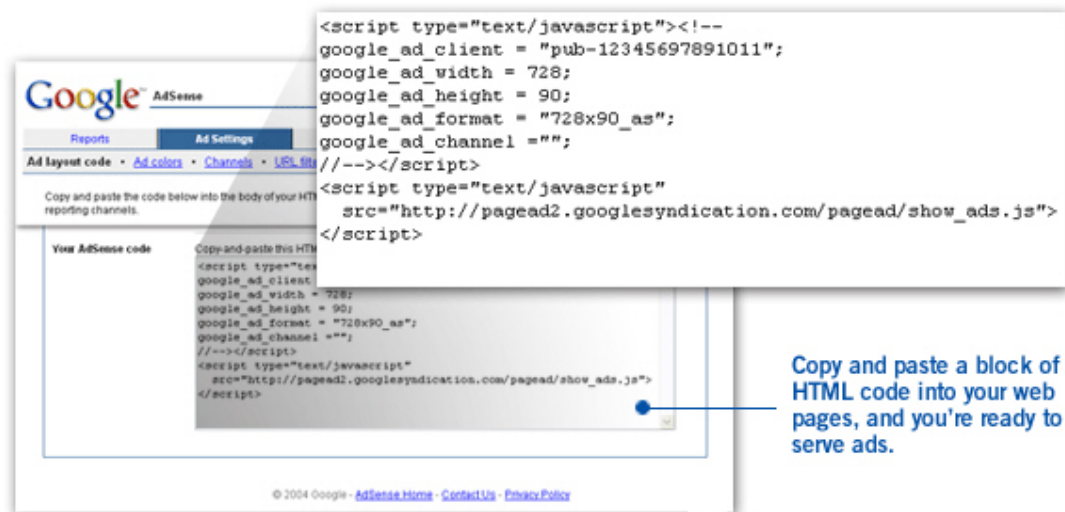 <script type="text/javascript"><!--
google_ad_client = "pub-12345697891011";
google_ad_width = 728;
google_ad_height = 90;
google_ad_format = "728x90_as";
google_ad_channel ="";
//--></script>
<script type="text/javascript"
src="http://pagead2.googlesyndication.com/pagead/show_ads.js">
</script>
Google™ AdSense
Reports Ad Settings
Ad layout code • Ad colors • Channels • URL
Copy and paste the code below into the body of your
reporting channels.
Your AdSense code Copy-and-paste this
<script type="tex
google_ad_client
google_ad_width = 728;
google_ad_height = 90;
google_ad_format = "728x90_as";
google_ad_channel ="";
//--></script>
<script type="text/javascript"
src="http://pagead2.googlesyndication.com/pagead/show_ads.js">
</script>
Copy and paste a block of
HTML code into your web
pages, and you're ready to
serve ads.
© 2004 Google - AdSense Home - Contact Us - Privacy Policy